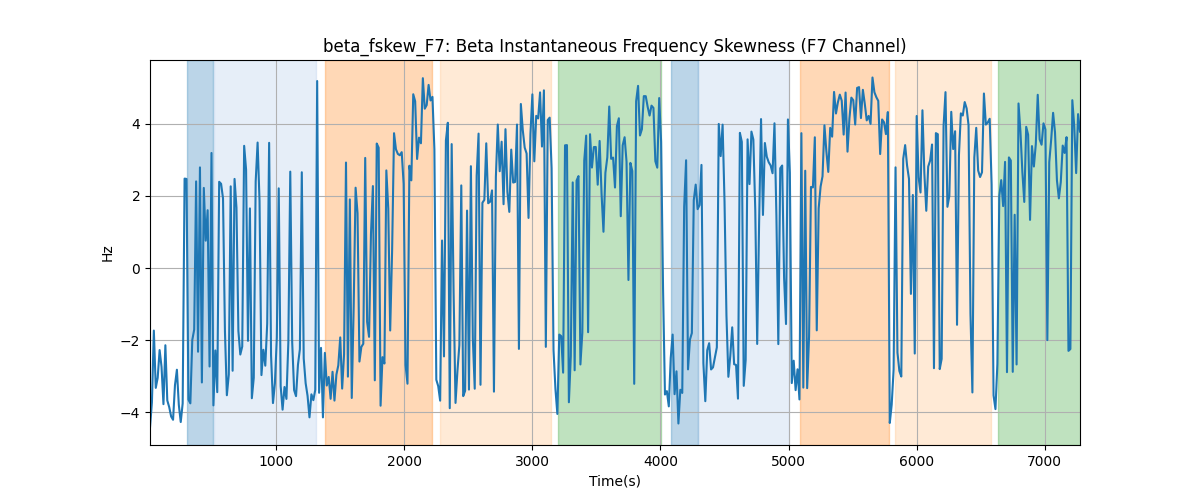 beta_fskew_F7: Beta Instantaneous Frequency Skewness (F7 Channel)
4
2
0
−2
−4
Hz
1000 2000 3000 4000 5000 6000 7000
Time(s)